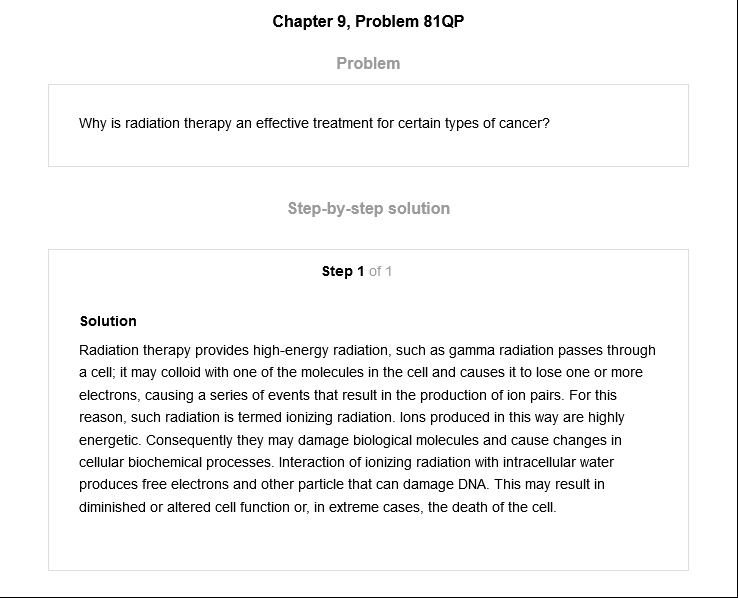 Chapter 9, Problem 81QP
Problem
Why is radiation therapy an effective treatment for certain types of cancer?
Step-by-step solution
Step 1 of 1
Solution
Radiation therapy provides high-energy radiation, such as gamma radiation passes through
a cell; it may colloid with one of the molecules in the cell and causes it to lose one or more
electrons, causing a series of events that result in the production of ion pairs. For this
reason, such radiation is termed ionizing radiation. Ions produced in this way are highly
energetic. Consequently they may damage biological molecules and cause changes in
cellular biochemical processes. Interaction of ionizing radiation with intracellular water
produces free electrons and other particle that can damage DNA. This may result in
diminished or altered cell function or, in extreme cases, the death of the cell.